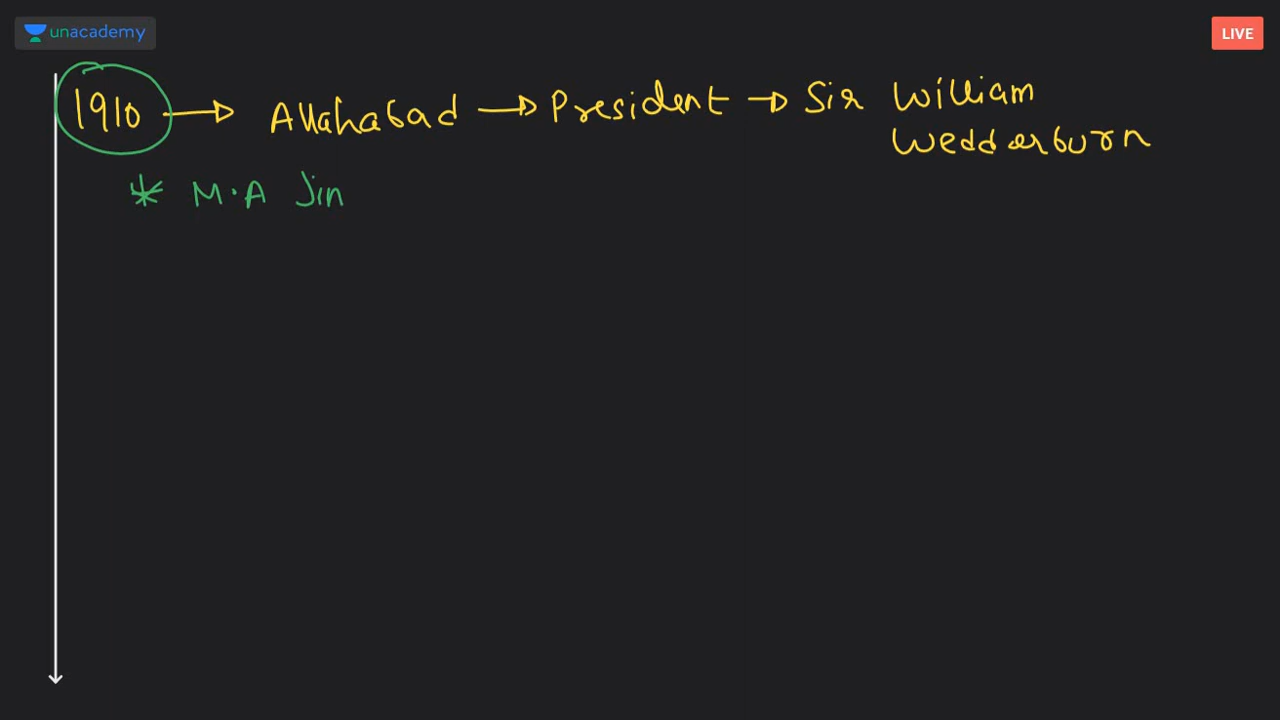 unacademy
LIVE
1910 → Allahabad → President → Sir William
Wedderburn
* M.A Jin